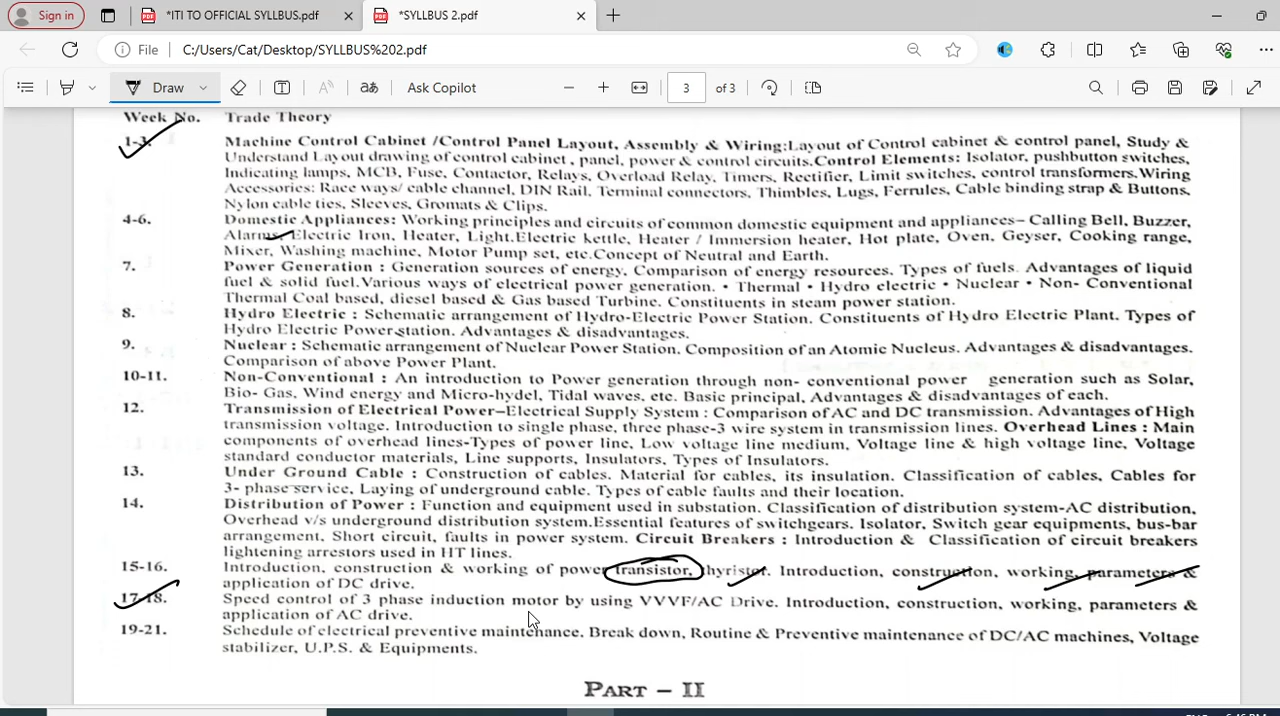 Sign in
*ITI TO OFFICIAL SYLLBUS.pdf
*SYLLBUS 2.pdf
File
C:/Users/Cat/Desktop/SYLLBUS%202.pdf
Draw
Ask Copilot
3
of 3
Week No. Trade Theory
1-3. Machine Control Cabinet /Control Panel Layout, Assembly & Wiring:Layout of Control cabinet & control panel, Study &
Understand Layout drawing of control cabinet , panel, power & control circuits.Control Elements: Isolator, pushbutton switches,
Indicating lamps, MCB, Fuse, Contactor, Relays, Overload Relay, Timers, Rectifier, Limit switches, control transformers.Wiring
Accessories: Race ways/ cable channel, DIN Rail, Terminal connectors, Thimbles, Lugs, Ferrules, Cable binding strap & Buttons,
Nylon cable ties, Sleeves, Gromats & Clips.
4-6. Domestic Appliances: Working principles and circuits of common domestic equipment and appliances– Calling Bell, Buzzer,
Alarms, Electric Iron, Heater, Light.Electric kettle, Heater / Immersion heater, Hot plate, Oven, Geyser, Cooking range,
Mixer, Washing machine, Motor Pump set, etc.Concept of Neutral and Earth.
7. Power Generation : Generation sources of energy, Comparison of energy resources. Types of fuels. Advantages of liquid
fuel & solid fuel.Various ways of electrical power generation. • Thermal • Hydro electric • Nuclear • Non- Conventional
Thermal Coal based, diesel based & Gas based Turbine. Constituents in steam power station.
8. Hydro Electric : Schematic arrangement of Hydro-Electric Power Station. Constituents of Hydro Electric Plant. Types of
Hydro Electric Power station. Advantages & disadvantages.
9. Nuclear : Schematic arrangement of Nuclear Power Station. Composition of an Atomic Nucleus. Advantages & disadvantages.
Comparison of above Power Plant.
10-11. Non-Conventional : An introduction to Power generation through non- conventional power generation such as Solar,
Bio- Gas, Wind energy and Micro-hydel, Tidal waves, etc. Basic principal, Advantages & disadvantages of each.
12. Transmission of Electrical Power–Electrical Supply System : Comparison of AC and DC transmission. Advantages of High
transmission voltage. Introduction to single phase, three phase-3 wire system in transmission lines. Overhead Lines : Main
components of overhead lines-Types of power line, Low voltage line medium, Voltage line & high voltage line, Voltage
standard conductor materials, Line supports, Insulators, Types of Insulators.
13. Under Ground Cable : Construction of cables. Material for cables, its insulation. Classification of cables, Cables for
3- phase service, Laying of underground cable. Types of cable faults and their location.
14. Distribution of Power : Function and equipment used in substation. Classification of distribution system-AC distribution,
Overhead v/s underground distribution system.Essential features of switchgears. Isolator, Switch gear equipments, bus-bar
arrangement, Short circuit, faults in power system. Circuit Breakers : Introduction & Classification of circuit breakers
lightening arrestors used in HT lines.
15-16. Introduction, construction & working of power transistor, thyristor. Introduction, construction, working, parameters &
application of DC drive.
17-18. Speed control of 3 phase induction motor by using VVVF/AC Drive. Introduction, construction, working, parameters &
application of AC drive.
19-21. Schedule of electrical preventive maintenance, Break down, Routine & Preventive maintenance of DC/AC machines, Voltage
stabilizer, U.P.S. & Equipments.
PART – II